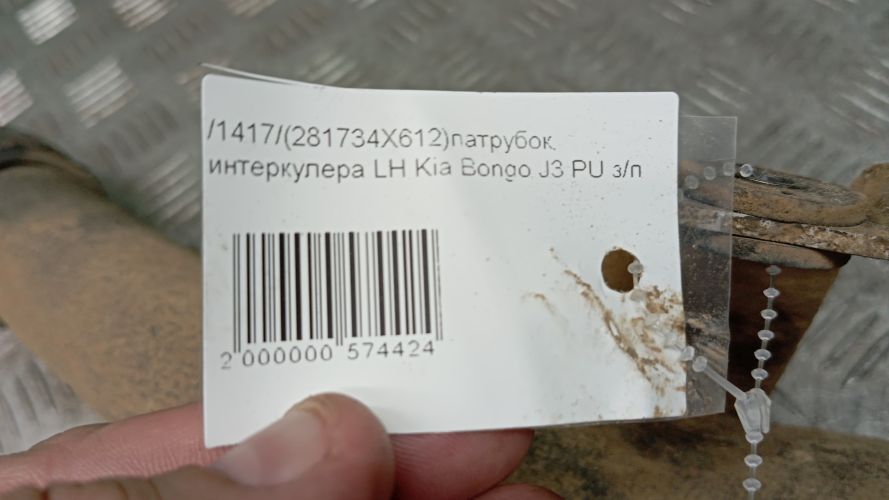 /1417/(281734X612)патрубок
интеркулера LH Kia Bongo J3 PU з/п
2 000000 574424